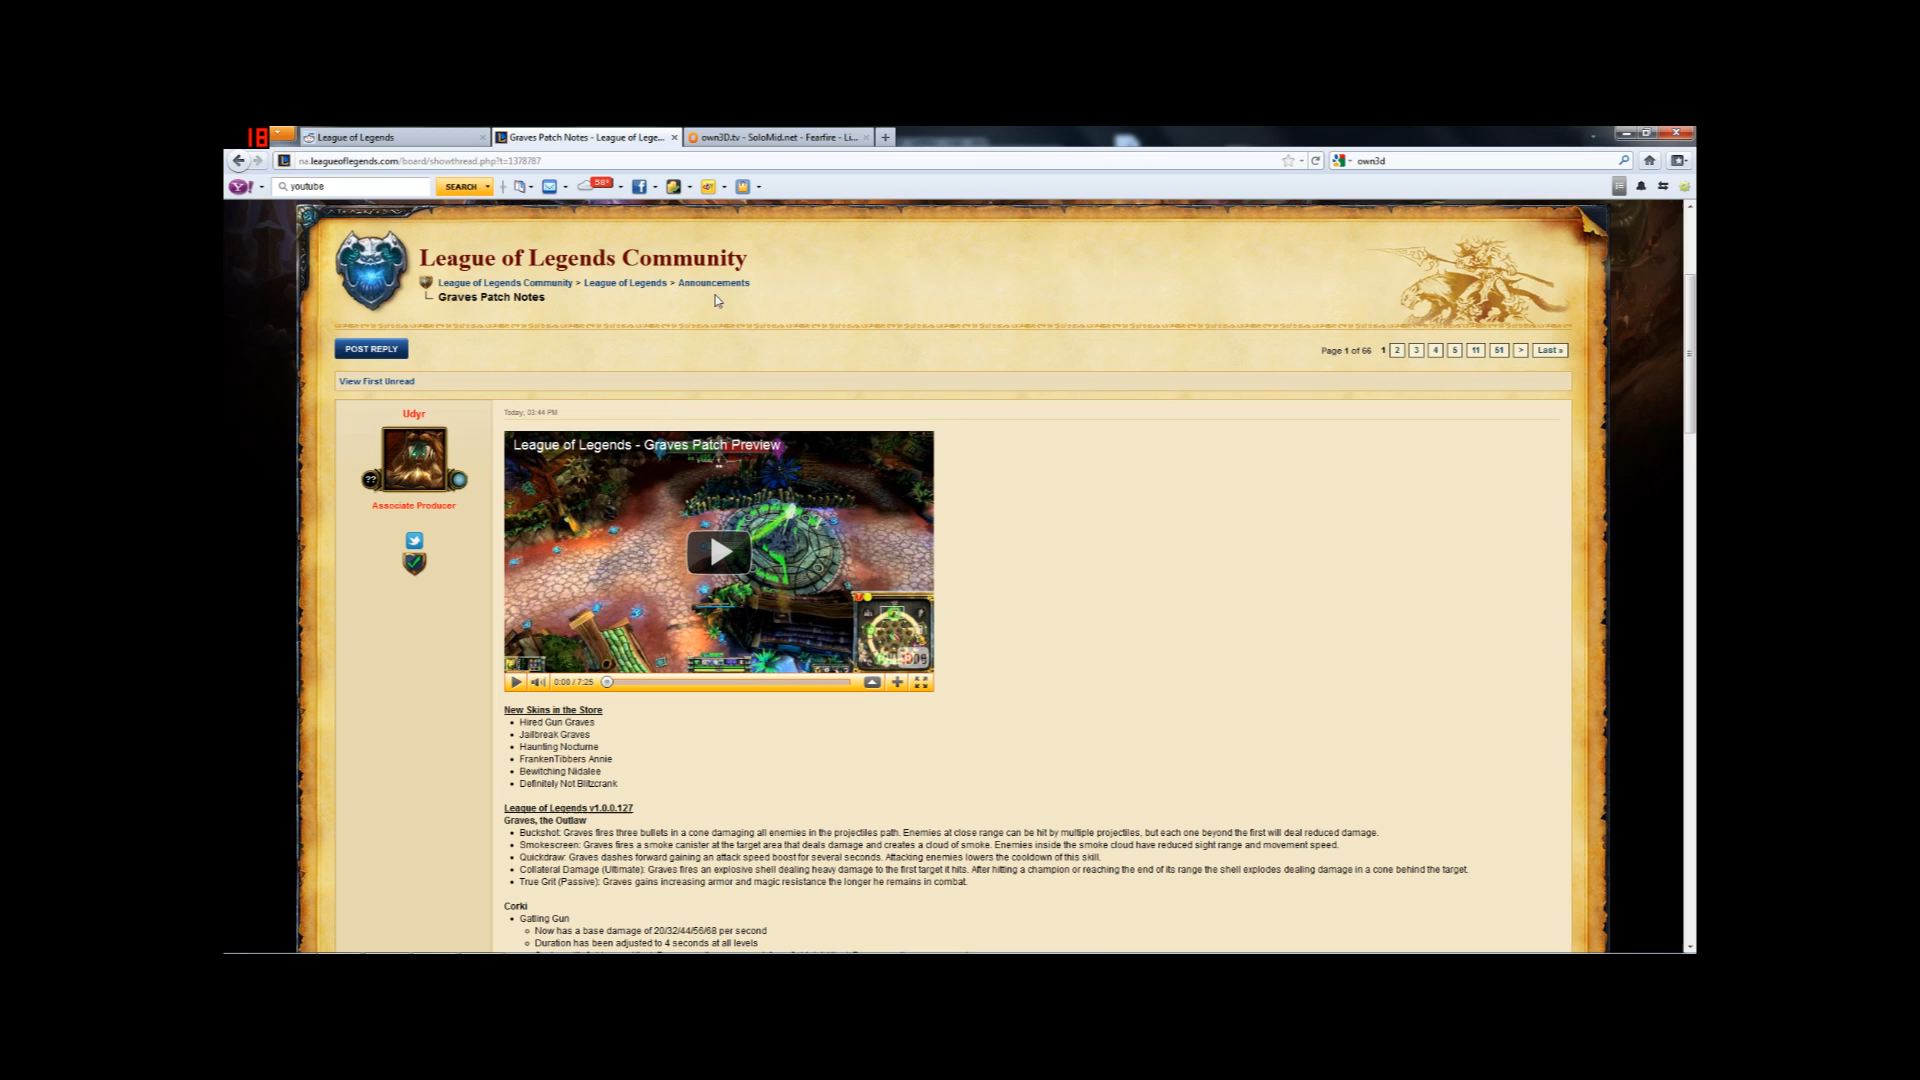 18
League of Legends
Graves Patch Notes - League of Lege...
own3D.tv - SoloMid.net - Fearfire - Li...
na.leagueoflegends.com/board/showthread.php?t=1378787
own3d
Y!
youtube
SEARCH
58°
League of Legends Community
League of Legends Community > League of Legends > Announcements
Graves Patch Notes
POST REPLY
Page 1 of 66 1 2 3 4 5 11 51 > Last »
View First Unread
Udyr
??
Associate Producer
Today, 03:44 PM
League of Legends - Graves Patch Preview
0:00 / 7:25
New Skins in the Store
• Hired Gun Graves
• Jailbreak Graves
• Haunting Nocturne
• FrankenTibbers Annie
• Bewitching Nidalee
• Definitely Not Blitzcrank
League of Legends v1.0.0.127
Graves, the Outlaw
• Buckshot: Graves fires three bullets in a cone damaging all enemies in the projectiles path. Enemies at close range can be hit by multiple projectiles, but each one beyond the first will deal reduced damage.
• Smokescreen: Graves fires a smoke canister at the target area that deals damage and creates a cloud of smoke. Enemies inside the smoke cloud have reduced sight range and movement speed.
• Quickdraw: Graves dashes forward gaining an attack speed boost for several seconds. Attacking enemies lowers the cooldown of this skill.
• Collateral Damage (Ultimate): Graves fires an explosive shell dealing heavy damage to the first target it hits. After hitting a champion or reaching the end of its range the shell explodes dealing damage in a cone behind the target.
• True Grit (Passive): Graves gains increasing armor and magic resistance the longer he remains in combat.
Corki
• Gatling Gun
○ Now has a base damage of 20/32/44/56/68 per second
○ Duration has been adjusted to 4 seconds at all levels